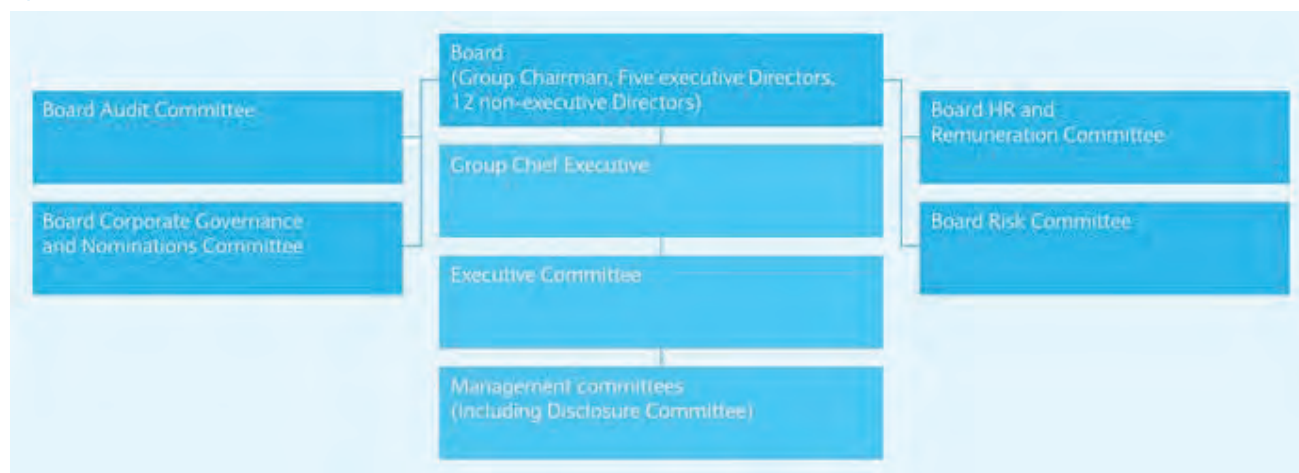 Board
(Group Chairman, Five executive Directors,
12 non-executive Directors)
Board Audit Committee
Board HR and
Remuneration Committee
Group Chief Executive
Board Corporate Governance
and Nominations Committee
Board Risk Committee
Executive Committee
Management committees
(Including Disclosure Committee)